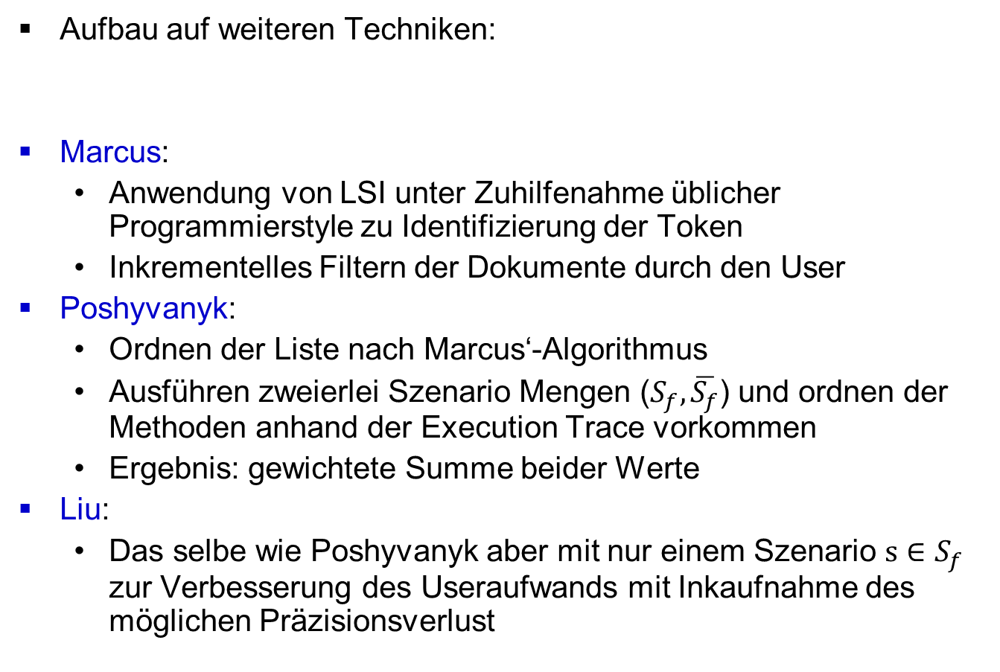 ▪ Aufbau auf weiteren Techniken:
▪ Marcus:
• Anwendung von LSI unter Zuhilfenahme üblicher
Programmierstyle zu Identifizierung der Token
• Inkrementelles Filtern der Dokumente durch den User
▪ Poshyvanyk:
• Ordnen der Liste nach Marcus‘-Algorithmus
• Ausführen zweierlei Szenario Mengen (𝑆_𝑓, \overline{𝑆_𝑓}) und ordnen der
Methoden anhand der Execution Trace vorkommen
• Ergebnis: gewichtete Summe beider Werte
▪ Liu:
• Das selbe wie Poshyvanyk aber mit nur einem Szenario s ∈ 𝑆_𝑓
zur Verbesserung des Useraufwands mit Inkaufnahme des
möglichen Präzisionsverlust